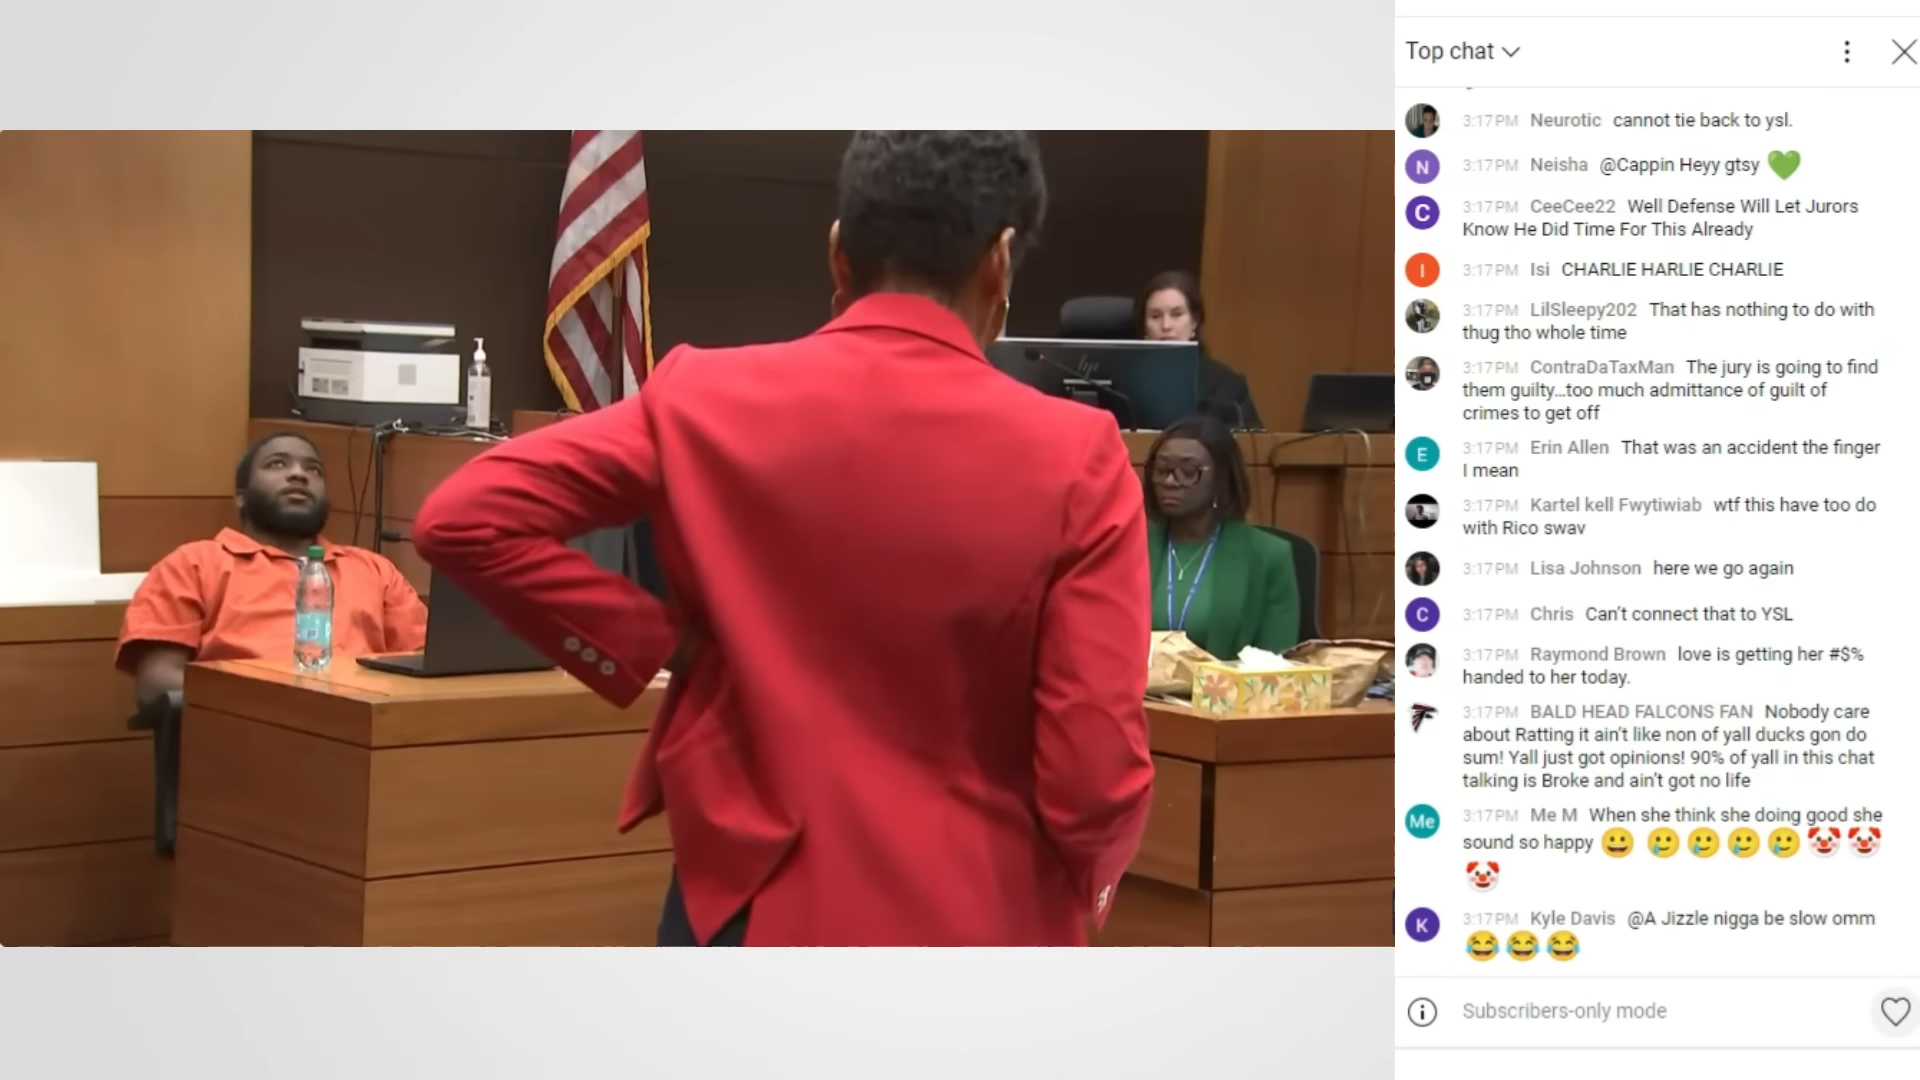 Top chat
3:17 PM Neurotic cannot tie back to ysl.
N
3:17 PM Neisha @Cappin Heyy gtsy 💚
C
3:17 PM CeeCee22 Well Defense Will Let Jurors
Know He Did Time For This Already
I
3:17 PM Isi CHARLIE HARLIE CHARLIE
3:17 PM LilSleepy202 That has nothing to do with
thug tho whole time
3:17 PM ContraDaTaxMan The jury is going to find
them guilty...too much admittance of guilt of
crimes to get off
E
3:17 PM Erin Allen That was an accident the finger
I mean
3:17 PM Kartel kell Fwytiwiab wtf this have too do
with Rico swav
3:17 PM Lisa Johnson here we go again
C
3:17 PM Chris Can't connect that to YSL
3:17 PM Raymond Brown love is getting her #$%
handed to her today.
3:17 PM BALD HEAD FALCONS FAN Nobody care
about Ratting it ain't like non of yall ducks gon do
sum! Yall just got opinions! 90% of yall in this chat
talking is Broke and ain't got no life
Me
3:17 PM Me M When she think she doing good she
sound so happy 😀 🥲🥲🥲🥲🤡🤡
🤡
K
3:17 PM Kyle Davis @A Jizzle nigga be slow omm
😂😂😂
Subscribers-only mode
hp